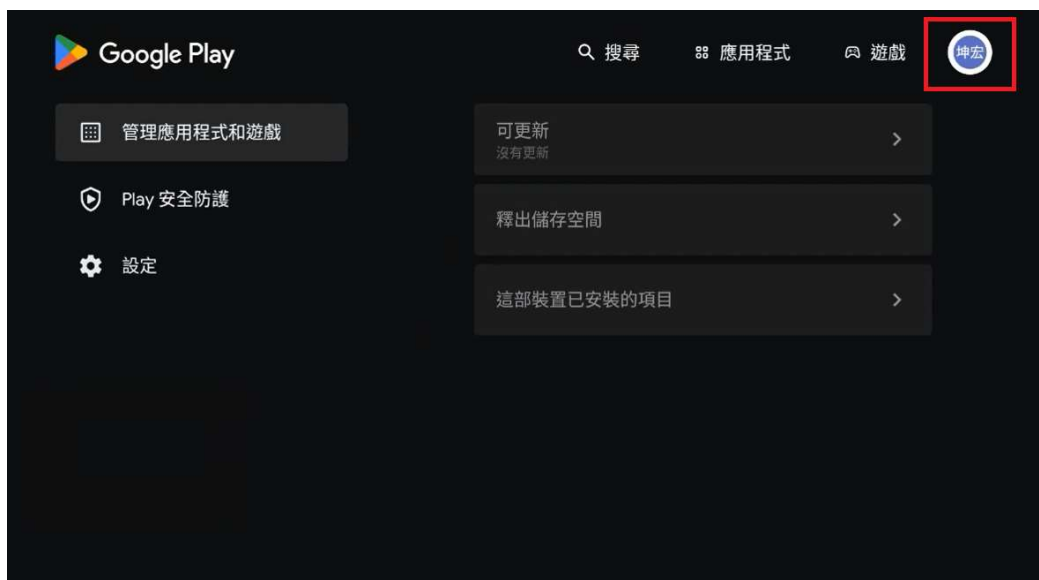 Google Play
搜尋
應用程式
遊戲
坤宏
管理應用程式和遊戲
Play 安全防護
設定
可更新
沒有更新
釋出儲存空間
這部裝置已安裝的項目